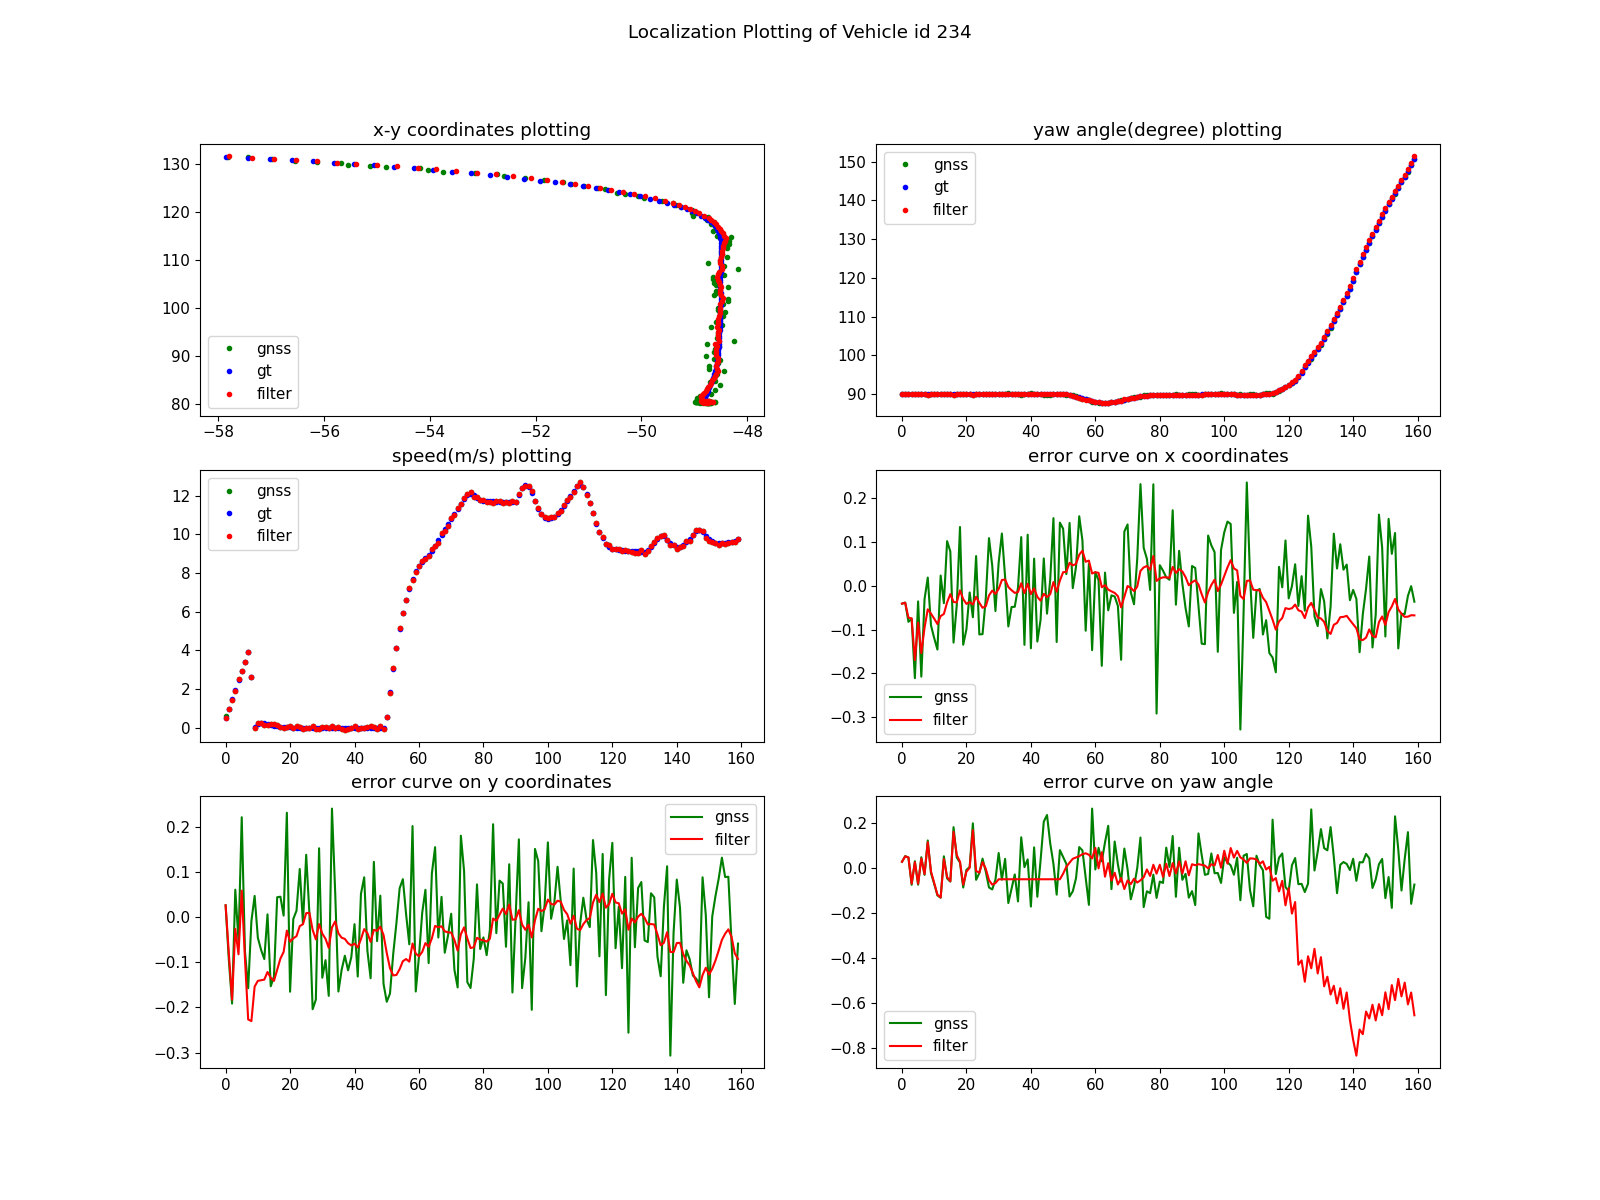 Localization Plotting of Vehicle id 234
x-y coordinates plotting
130
120
110
100
90
80
−58 −56 −54 −52 −50 −48
gnss
gt
filter
yaw angle(degree) plotting
150
140
130
120
110
100
90
0 20 40 60 80 100 120 140 160
gnss
gt
filter
speed(m/s) plotting
12
10
8
6
4
2
0
0 20 40 60 80 100 120 140 160
gnss
gt
filter
error curve on x coordinates
0.2
0.1
0.0
−0.1
−0.2
−0.3
0 20 40 60 80 100 120 140 160
gnss
filter
error curve on y coordinates
0.2
0.1
0.0
−0.1
−0.2
−0.3
0 20 40 60 80 100 120 140 160
gnss
filter
error curve on yaw angle
0.2
0.0
−0.2
−0.4
−0.6
−0.8
0 20 40 60 80 100 120 140 160
gnss
filter